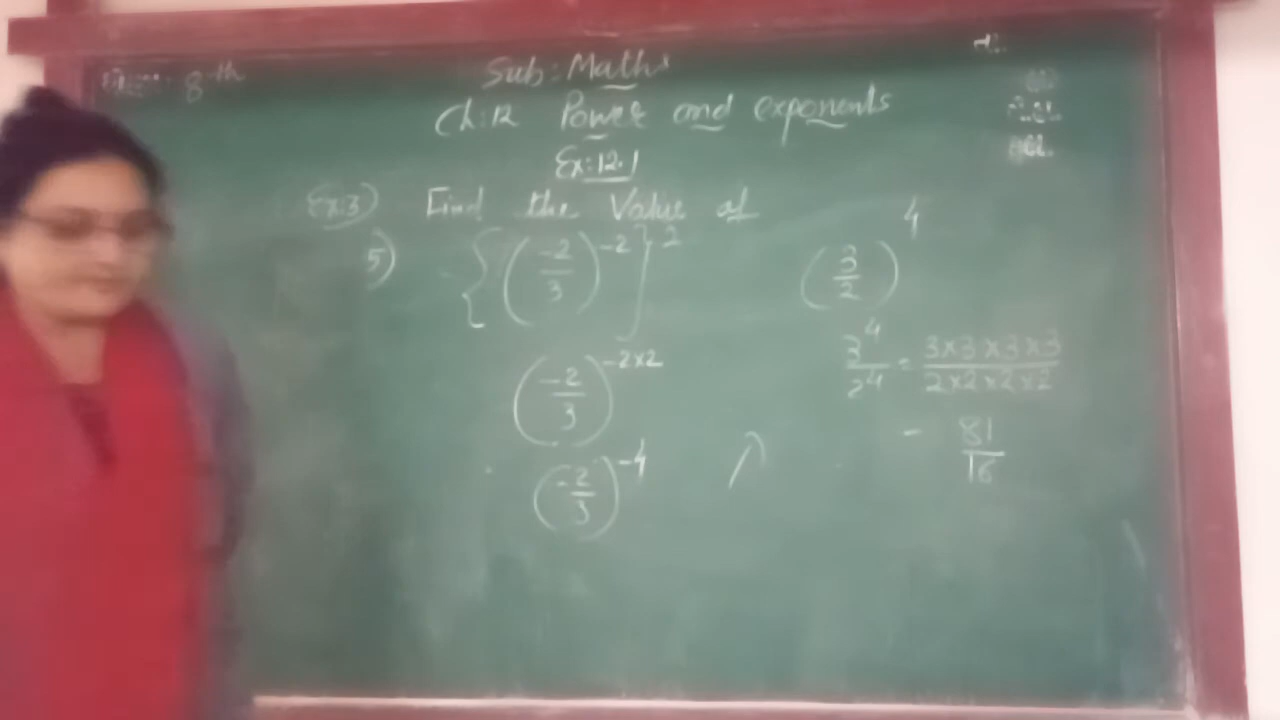 8th
Sub: Maths
Ch:12 Power and exponents
Ex:12.1
Ex:3) Find the Value of
5) {(-2/3)^-2}^2
(-2/3)^-2×2
(-2/3)^-4
(3/2)^4
3^4/2^4 = 3×3×3×3/2×2×2×2
- 81/16